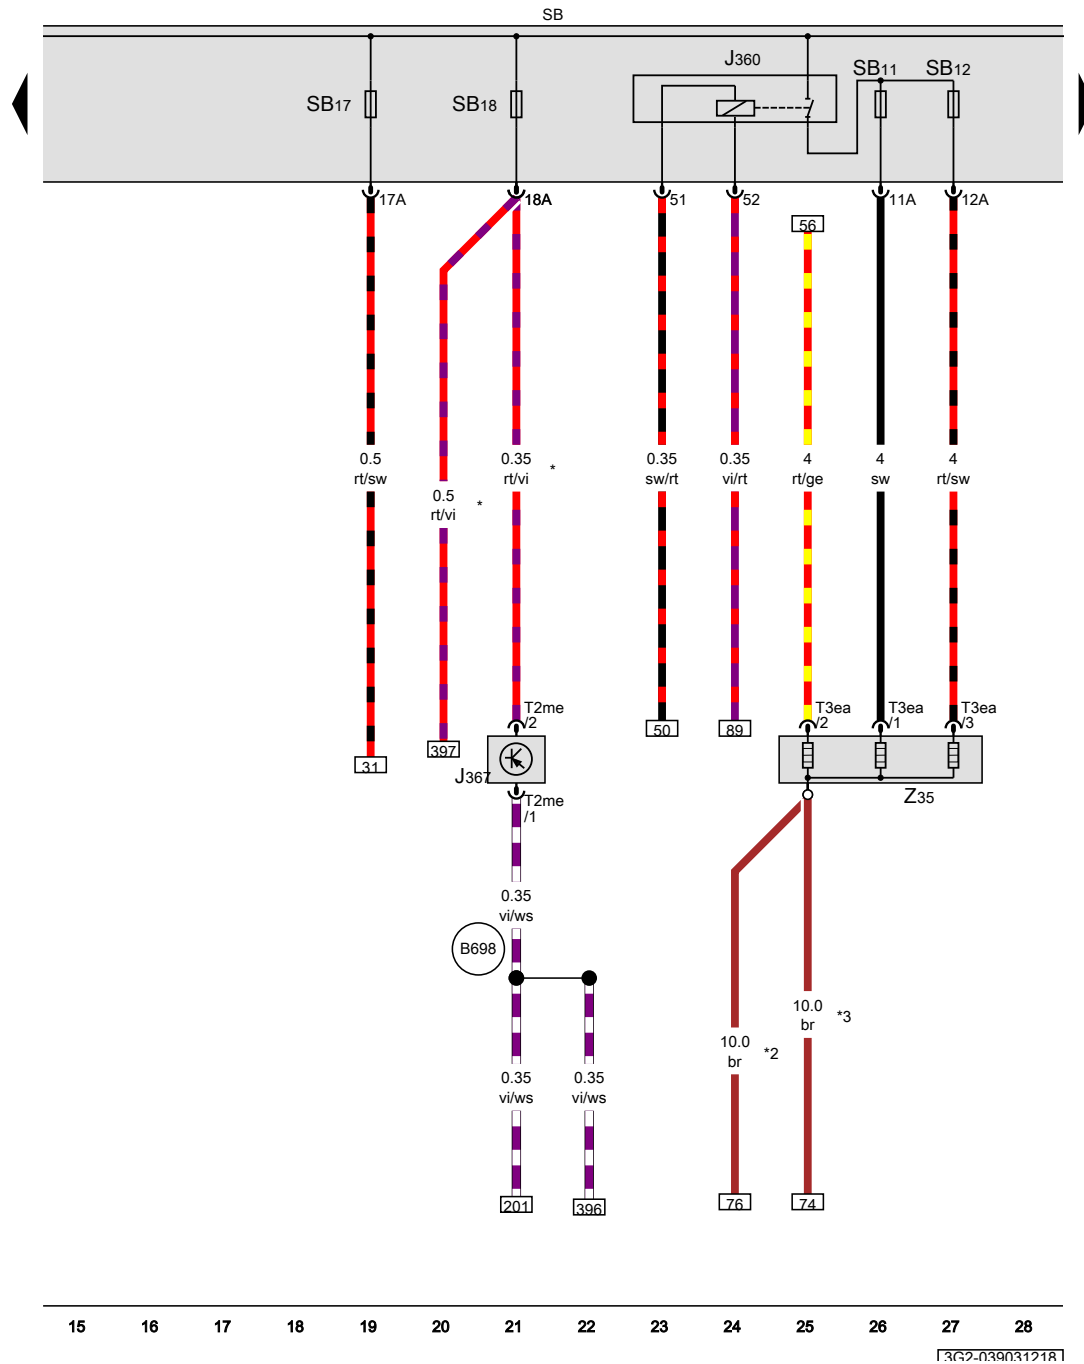 SB
J360
SB11
SB12
SB17
SB18
17A
18A
51
52
11A
12A
56
0.5
rt/sw
0.35
rt/vi
*
0.35
sw/rt
0.35
vi/rt
4
rt/ge
4
sw
4
rt/sw
0.5
rt/vi
*
T2me
/2
T3ea
/2
T3ea
/1
T3ea
/3
50
89
397
31
J367
Z35
T2me
/1
0.35
vi/ws
B698
10.0
br
*3
10.0
br
*2
0.35
vi/ws
0.35
vi/ws
201
396
76
74
15 16 17 18 19 20 21 22 23 24 25 26 27 28
3G2-039031218